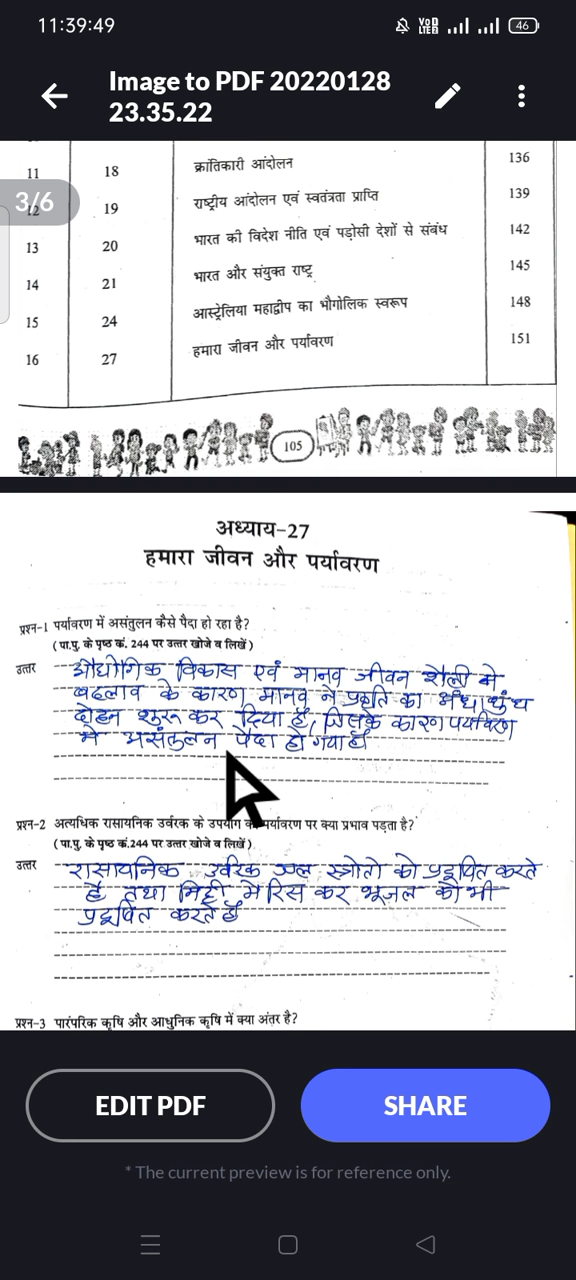 11:39:49
VoD LTE 46
Image to PDF 20220128
23.35.22
11 18 क्रांतिकारी आंदोलन 136
3/6
12 19 राष्ट्रीय आंदोलन एवं स्वतंत्रता प्राप्ति 139
13 20 भारत की विदेश नीति एवं पड़ोसी देशों से संबंध 142
14 21 भारत और संयुक्त राष्ट्र 145
15 24 आस्ट्रेलिया महाद्वीप का भौगोलिक स्वरूप 148
16 27 हमारा जीवन और पर्यावरण 151
105
अध्याय-27
हमारा जीवन और पर्यावरण
प्रश्न-1 पर्यावरण में असंतुलन कैसे पैदा हो रहा है?
(पा.पु. के पृष्ठ कं. 244 पर उत्तर खोजे व लिखें)
उत्तर औद्योगिक विकास एवं मानव जीवन शैली मे
बदलाव के कारण मानव ने प्रकृति का अंधाधुंध
दोहन शुरू कर दिया है, जिसके कारण पर्यावरण
मे असंतुलन पैदा हो गया है
प्रश्न-2 अत्यधिक रासायनिक उर्वरक के उपयोग का पर्यावरण पर क्या प्रभाव पड़ता है?
(पा.पु. के पृष्ठ कं.244 पर उत्तर खोजे व लिखें)
उत्तर रासायनिक उर्वरक जल स्त्रोतो को प्रदूषित करते
है तथा मिट्टी मे रिस कर भूजल को भी
प्रदूषित करते है
प्रश्न-3 पारंपरिक कृषि और आधुनिक कृषि में क्या अंतर है?
EDIT PDF
SHARE
* The current preview is for reference only.